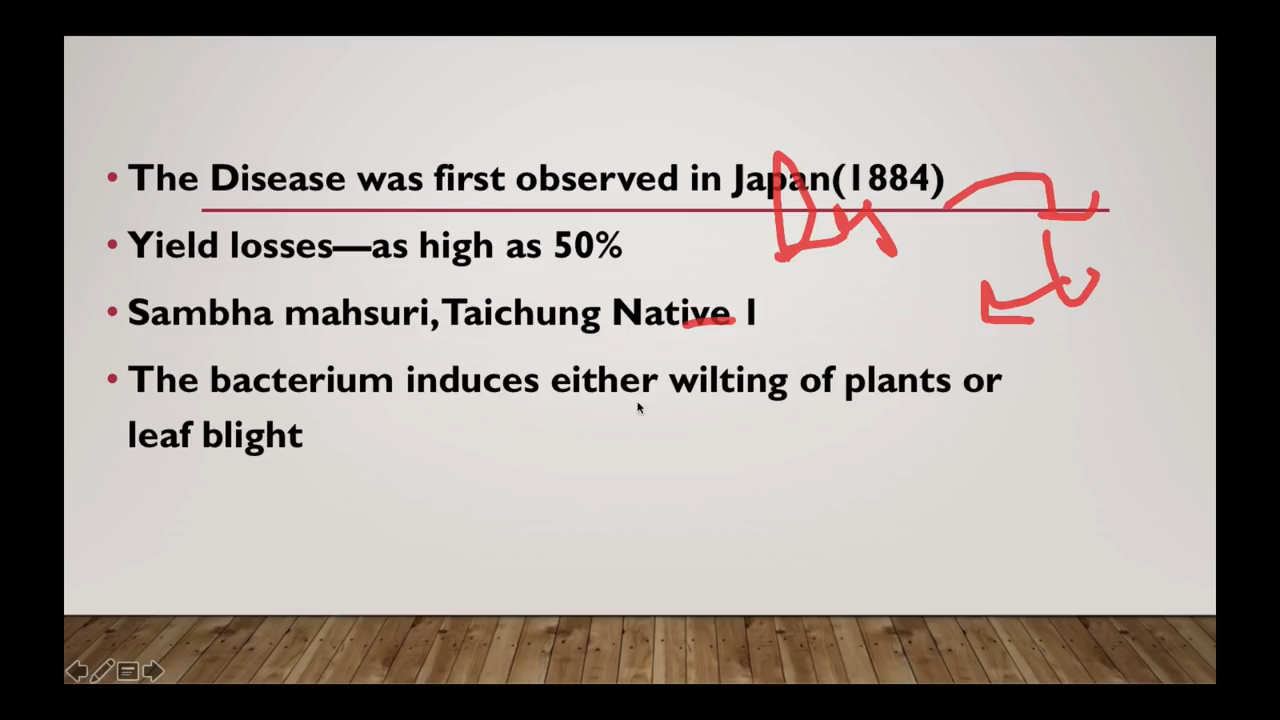 • The Disease was first observed in Japan(1884)
• Yield losses—as high as 50%
• Sambha mahsuri,Taichung Native 1
• The bacterium induces either wilting of plants or
leaf blight